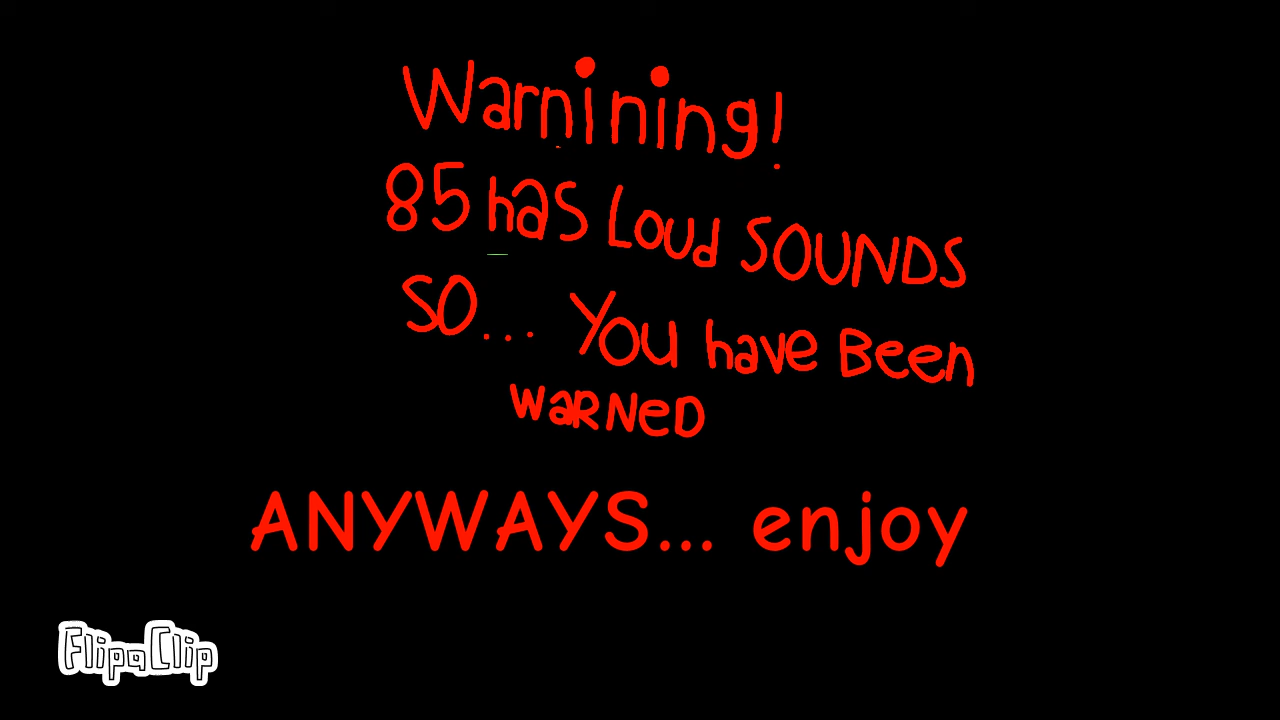 Warnining!
85 has Loud SOUNDS
SO... You have Been
WaRNeD
ANYWAYS... enjoy
FlipaClip